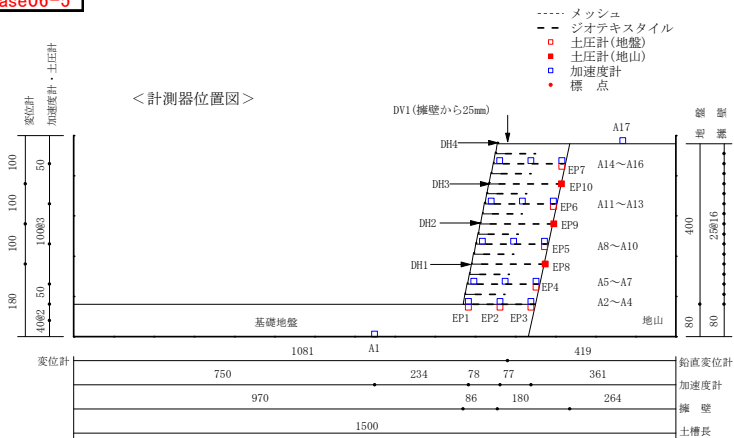 ase06-5
メッシュ
ジオテキスタイル
土圧計(地盤)
土圧計(地山)
加速度計
標 点
＜計測器位置図＞
DV1(擁壁から25mm)
変位計
加速度計・土圧計
地 盤
擁 壁
A17
DH4
EP7
A14～A16
100
50
DH3
EP10
EP6
A11～A13
100
DH2
EP9
400
25@16
100@3
EP5
A8～A10
100
DH1
EP8
A5～A7
EP4
50
A2～A4
180
EP1
EP2
EP3
40@2
基礎地盤
地山
80
80
A1
変位計
1081
419
鉛直変位計
750
234
78
77
361
加速度計
970
86
180
264
擁 壁
1500
土槽長